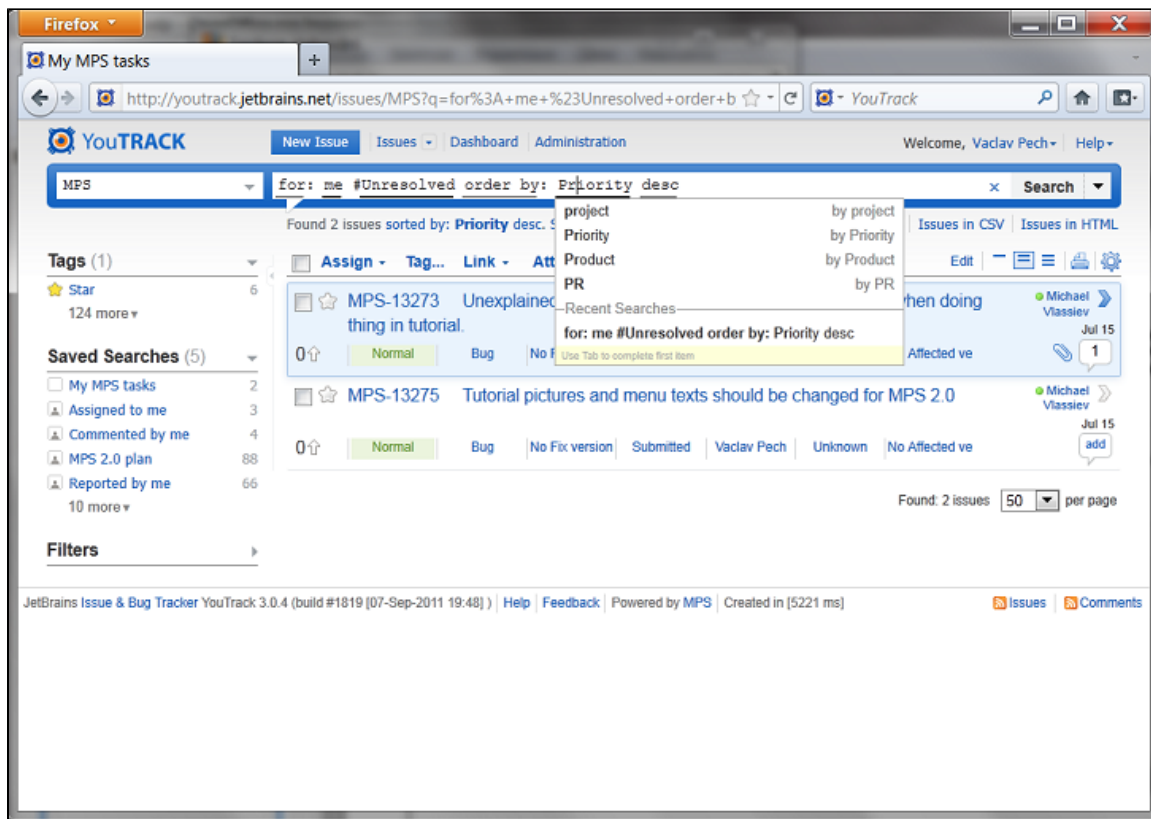 Firefox
My MPS tasks
+
http://youtrack.jetbrains.net/issues/MPS?q=for%3A+me+%23Unresolved+order+b
YouTrack
YouTRACK
New Issue Issues Dashboard Administration Welcome, Vaclav Pech Help
MPS for: me #Unresolved order by: Priority desc × Search
Found 2 issues sorted by: Priority desc. S Issues in CSV Issues in HTML
project by project
Priority by Priority
Product by Product
PR by PR
Recent Searches
for: me #Unresolved order by: Priority desc
Use Tab to complete first item
Tags (1)
Star 6
124 more
Saved Searches (5)
My MPS tasks 2
Assigned to me 3
Commented by me 4
MPS 2.0 plan 88
Reported by me 66
10 more
Filters
Assign Tag... Link Att Edit
MPS-13273 Unexplained when doing
thing in tutorial.
Michael
Vlassiev
Jul 15
0 Normal Bug No F Affected ve 1
MPS-13275 Tutorial pictures and menu texts should be changed for MPS 2.0
Michael
Vlassiev
Jul 15
0 Normal Bug No Fix version Submitted Vaclav Pech Unknown No Affected ve add
Found: 2 issues 50 per page
JetBrains Issue & Bug Tracker YouTrack 3.0.4 (build #1819 [07-Sep-2011 19:48] ) Help Feedback Powered by MPS Created in [5221 ms] Issues Comments